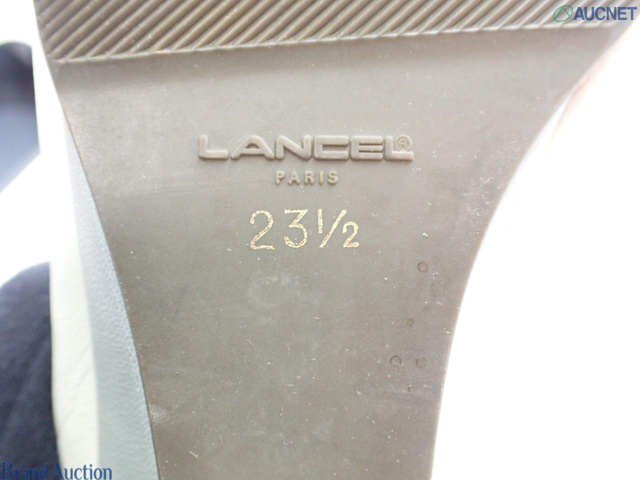 AUCNET
LANCEL®
PARIS
23½
Brand Auction